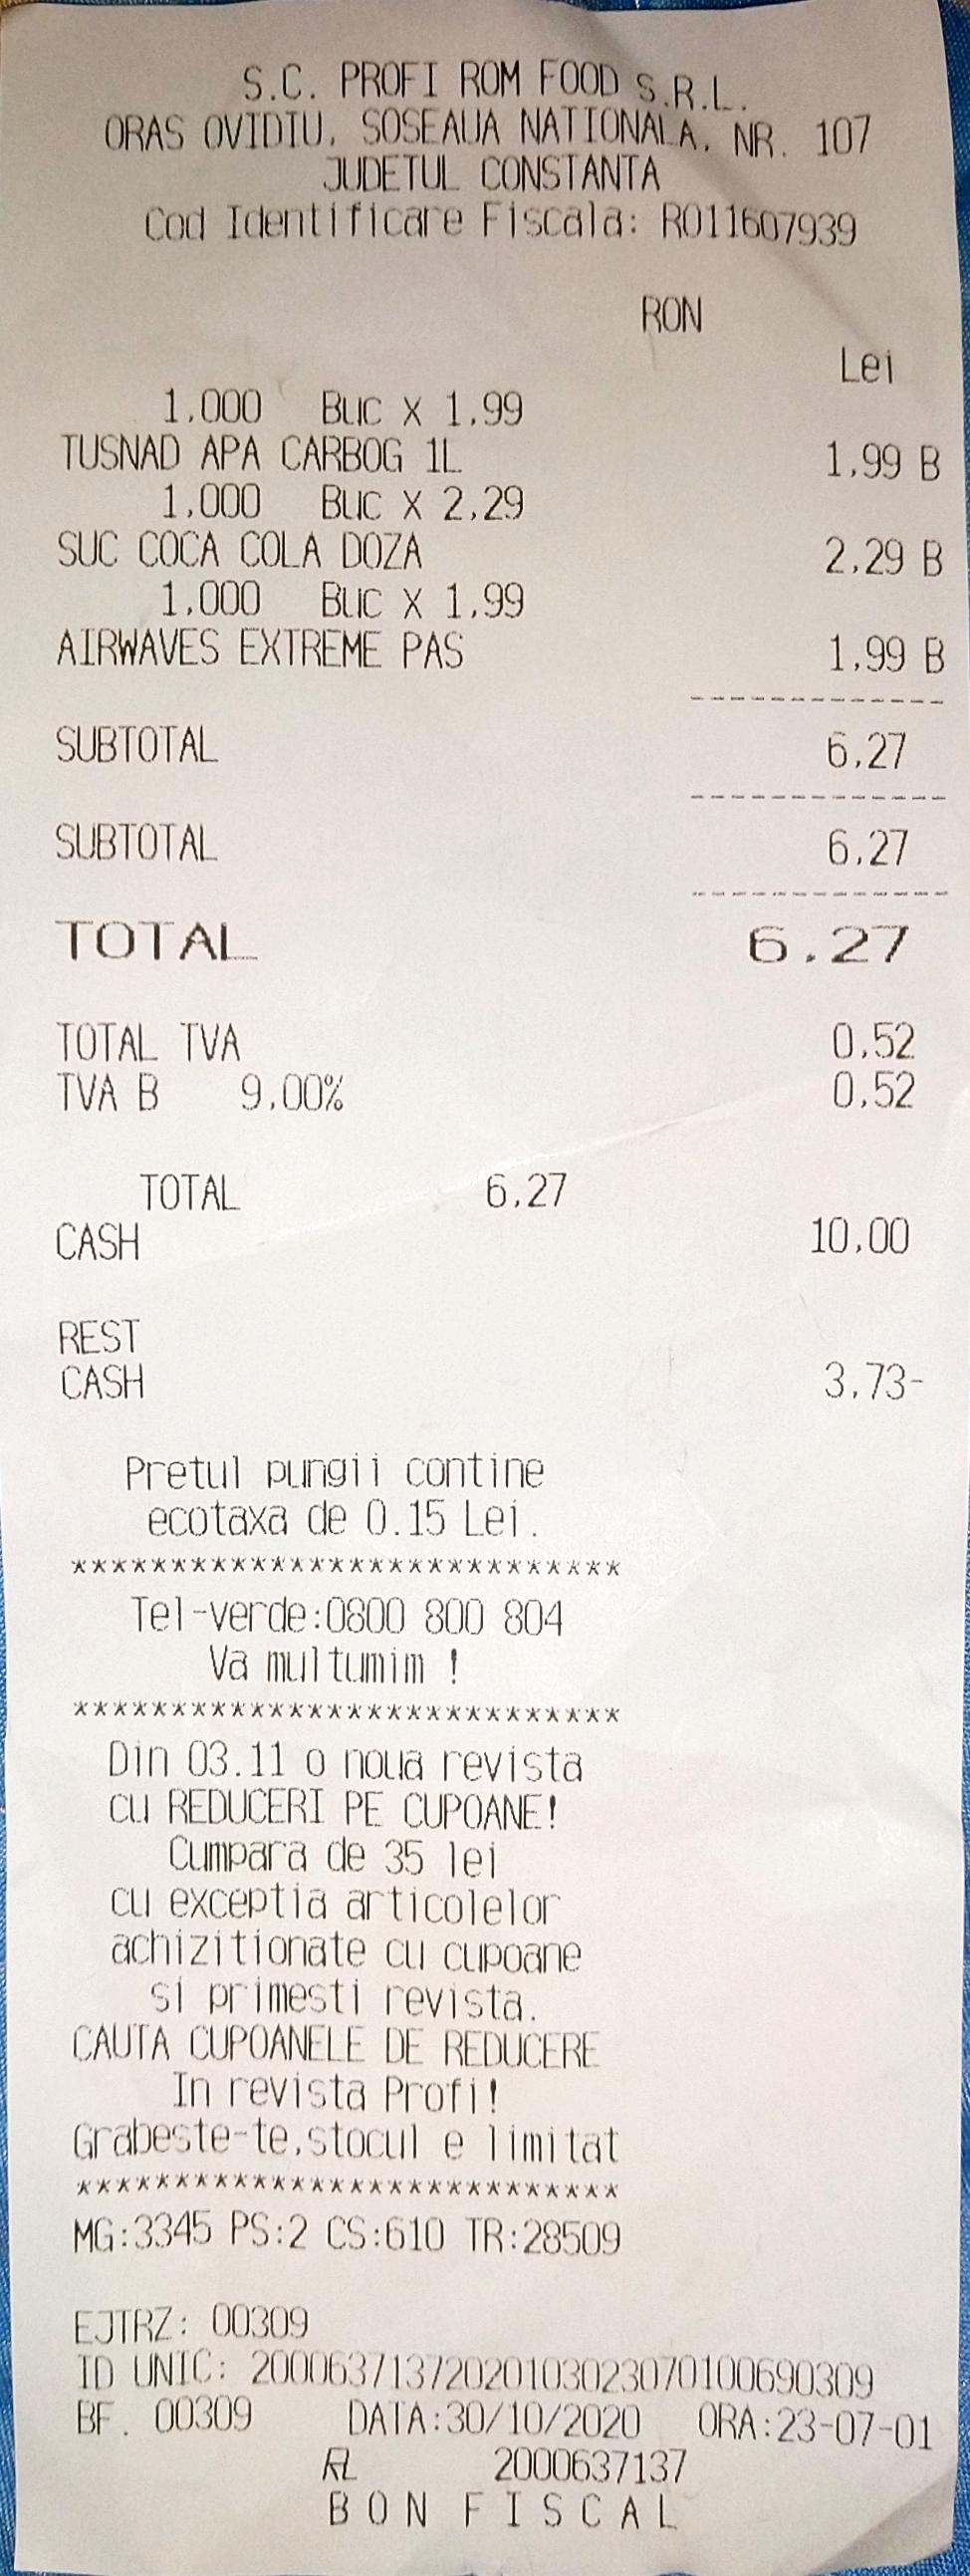 S.C. PROFI ROM FOOD S.R.L.
ORAS OVIDIU, SOSEAUA NATIONALA, NR. 107
JUDETUL CONSTANTA
Cod Identificare Fiscala: RO11607939
RON
Lei
1,000 Buc X 1,99
TUSNAD APA CARBOG 1L 1,99 B
1,000 Buc X 2,29
SUC COCA COLA DOZA 2,29 B
1,000 Buc X 1,99
AIRWAVES EXTREME PAS 1,99 B
------------
SUBTOTAL 6,27
------------
SUBTOTAL 6,27
------------
TOTAL 6.27
TOTAL TVA 0,52
TVA B 9,00% 0,52
TOTAL 6,27
CASH 10,00
REST
CASH 3,73-
Pretul pungii contine
ecotaxa de 0.15 Lei.
****************************
Tel-verde:0800 800 804
Va multumim !
****************************
Din 03.11 o noua revista
cu REDUCERI PE CUPOANE!
Cumpara de 35 lei
cu exceptia articolelor
achizitionate cu cupoane
si primesti revista.
CAUTA CUPOANELE DE REDUCERE
In revista Profi!
Grabeste-te,stocul e limitat
****************************
MG:3345 PS:2 CS:610 TR:28509
EJTRZ: 00309
ID UNIC: 2000637137202010302307010069​0309
BF. 00309 DATA:30/10/2020 ORA:23-07-01
2000637137
BON FISCAL